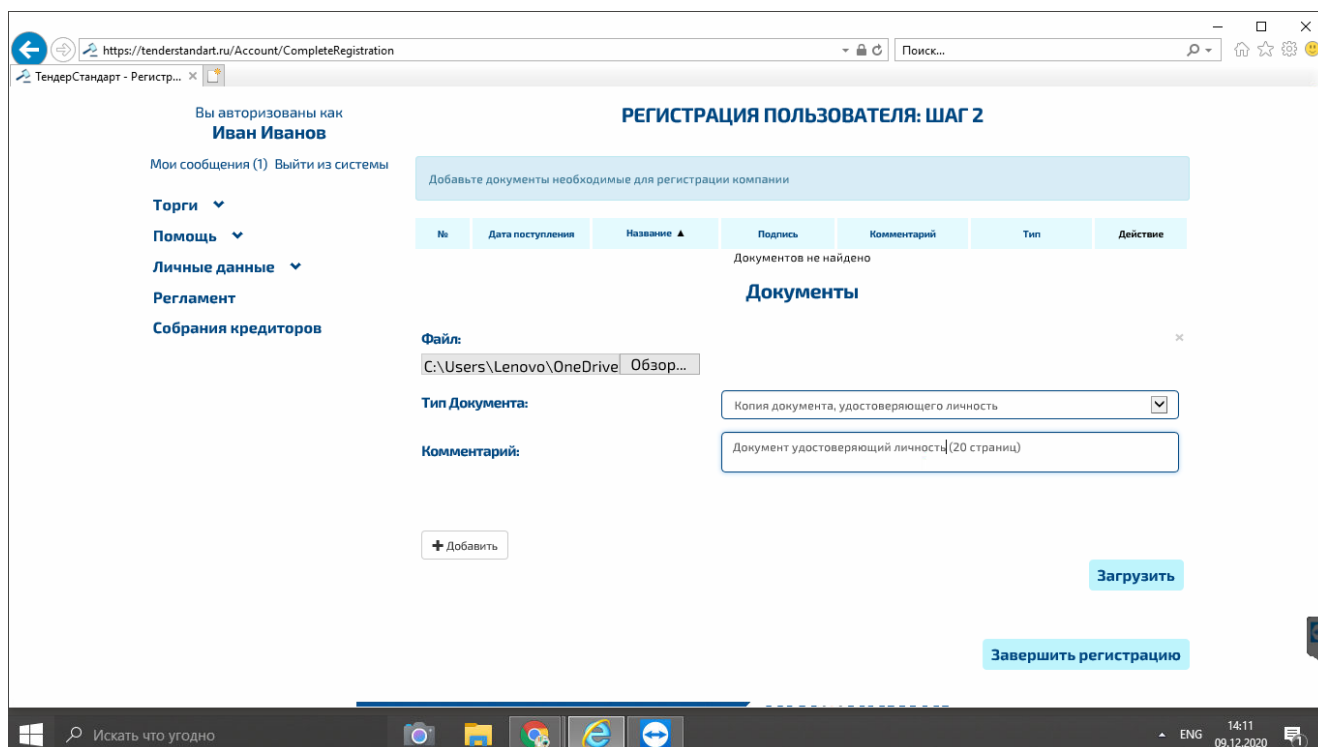 https://tenderstandart.ru/Account/CompleteRegistration
Поиск...
ТендерСтандарт - Регистр...
Вы авторизованы как
Иван Иванов
Мои сообщения (1) Выйти из системы
Торги
Помощь
Личные данные
Регламент
Собрания кредиторов
РЕГИСТРАЦИЯ ПОЛЬЗОВАТЕЛЯ: ШАГ 2
Добавьте документы необходимые для регистрации компании
№ Дата поступления Название ▲ Подпись Комментарий Тип Действие
Документов не найдено
Документы
Файл:
C:\Users\Lenovo\OneDrive Обзор...
Тип Документа: Копия документа, удостоверяющего личность
Комментарий: Документ удостоверяющий личность (20 страниц)
+ Добавить
Загрузить
Завершить регистрацию
Искать что угодно
ENG
14:11
09.12.2020